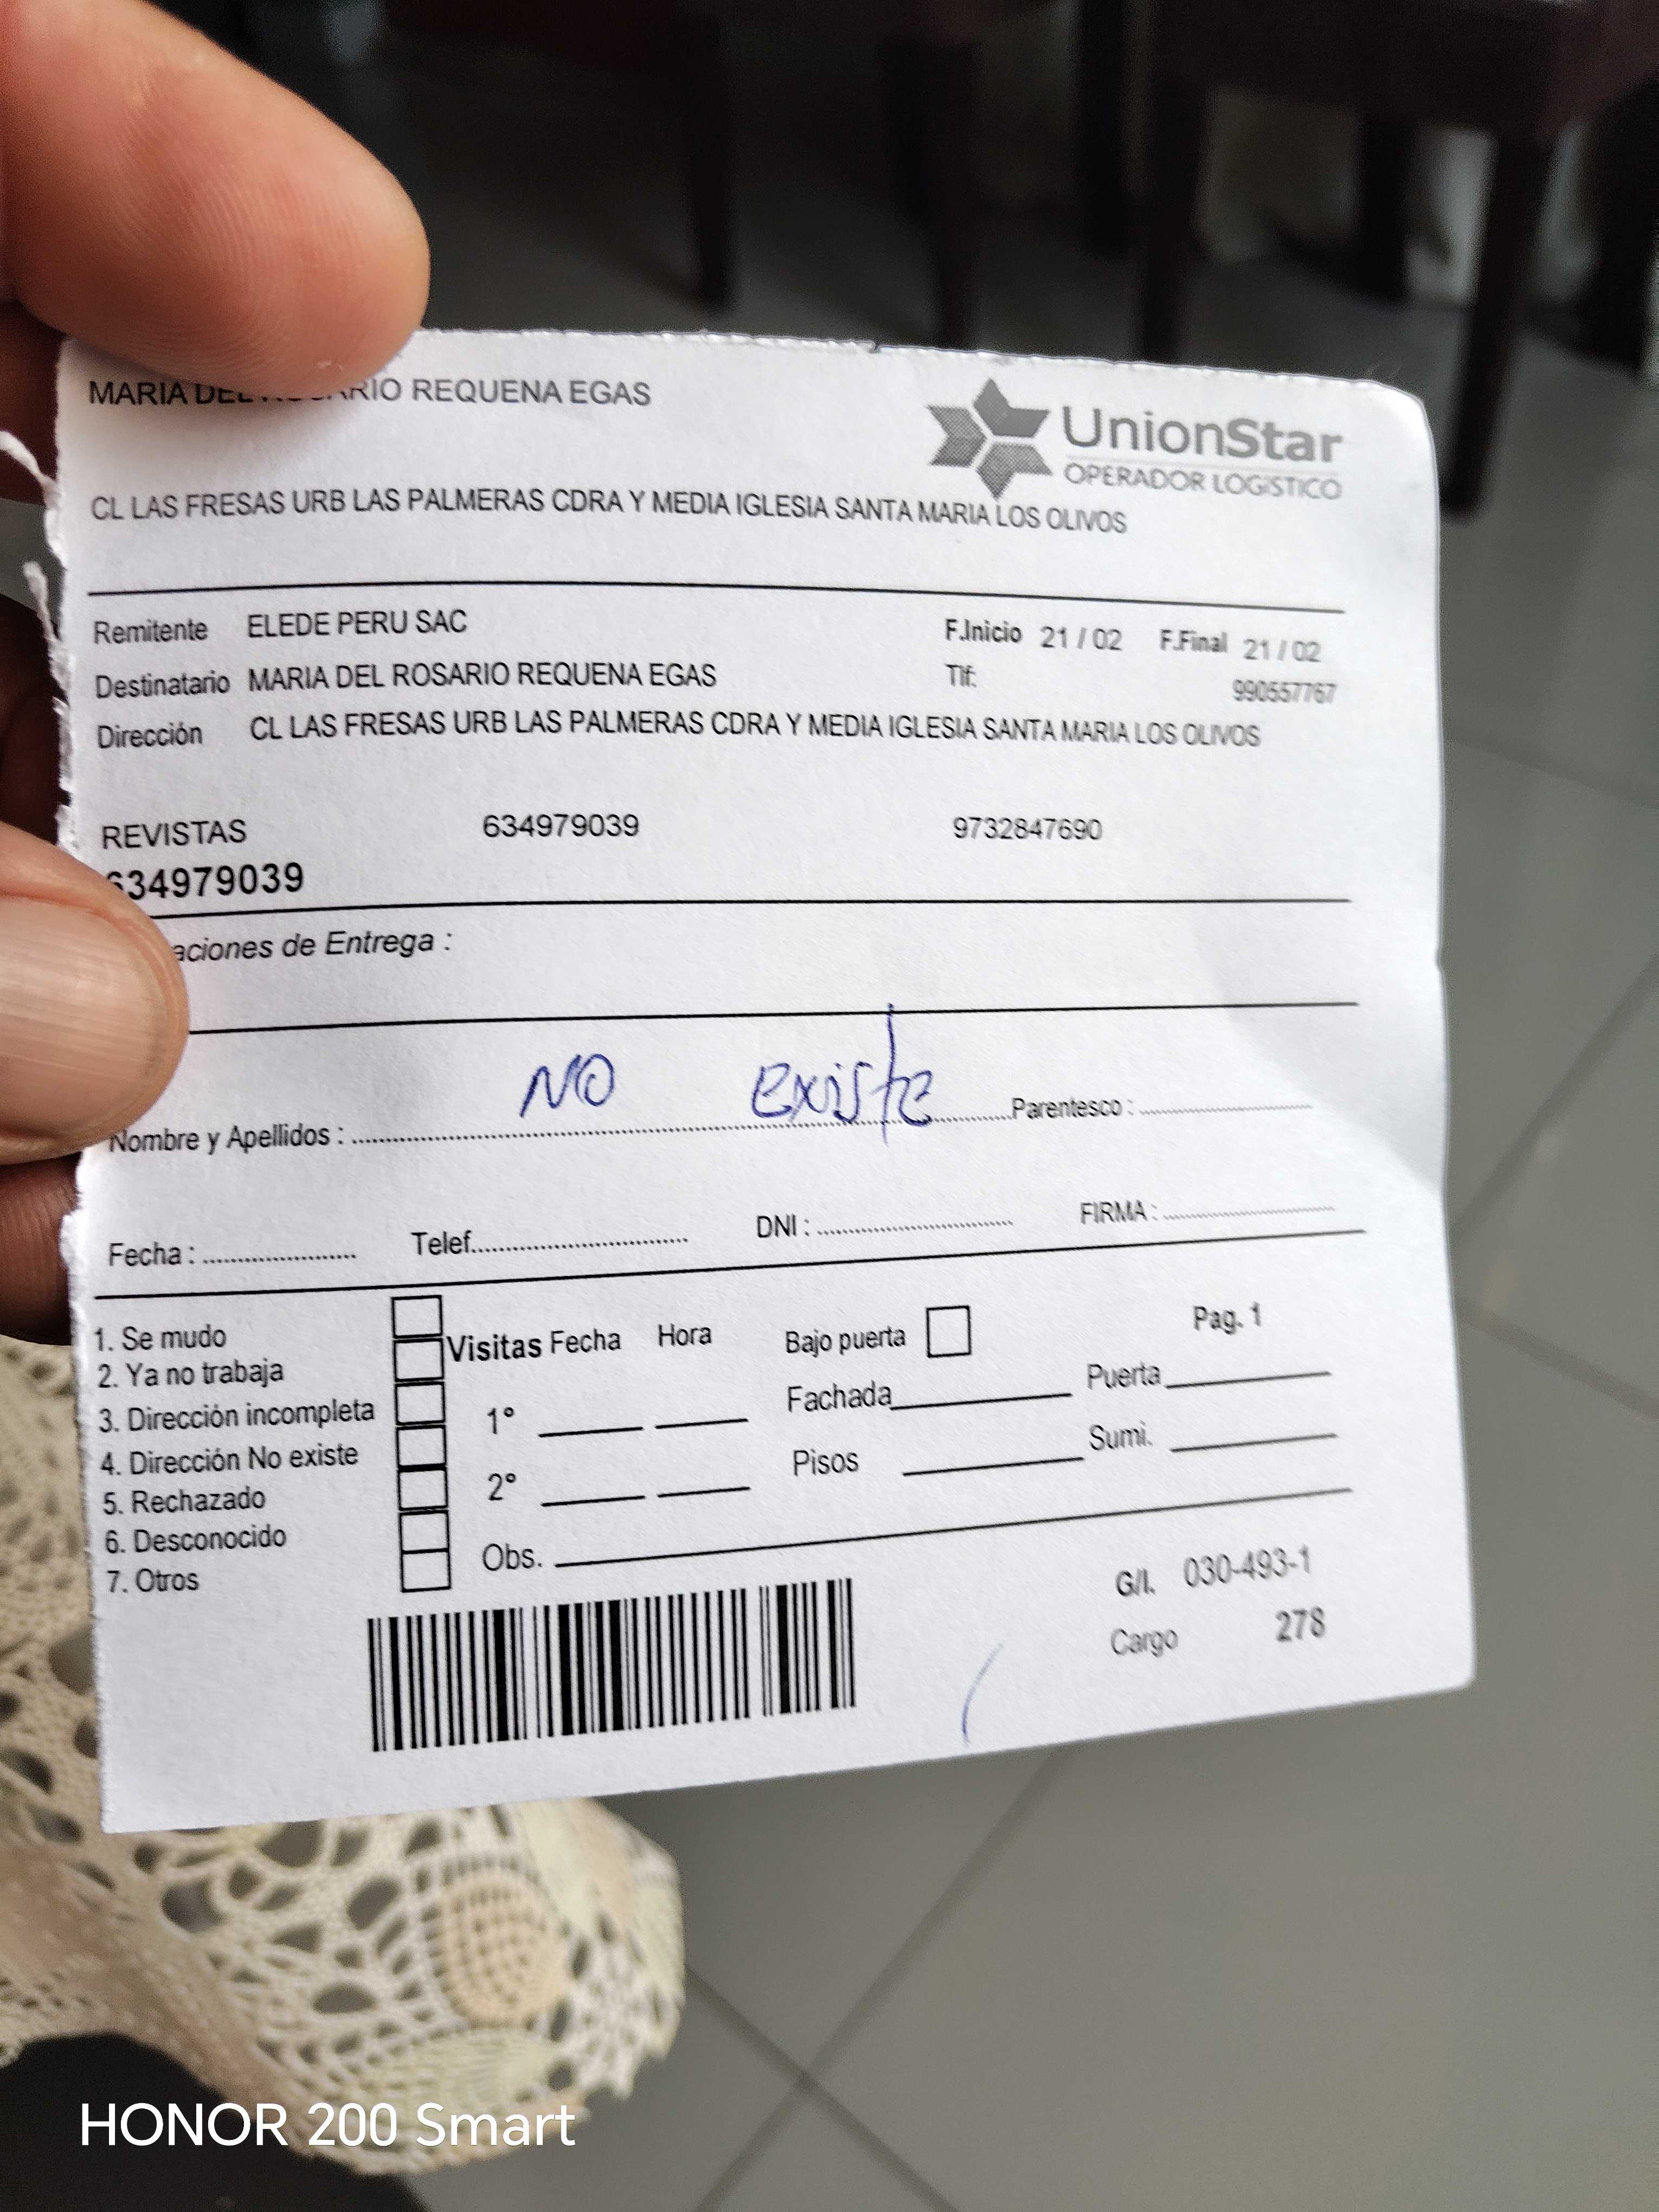 MARIA DEL ROSARIO REQUENA EGAS
UnionStar
OPERADOR LOGÍSTICO
CL LAS FRESAS URB LAS PALMERAS CDRA Y MEDIA IGLESIA SANTA MARIA LOS OLIVOS
Remitente ELEDE PERU SAC F.Inicio 21 / 02 F.Final 21 / 02
Destinatario MARIA DEL ROSARIO REQUENA EGAS Tlf: 990557767
Dirección CL LAS FRESAS URB LAS PALMERAS CDRA Y MEDIA IGLESIA SANTA MARIA LOS OLIVOS
REVISTAS 634979039 9732847690
634979039
de Entrega :
NO existe
Nombre y Apellidos : Parentesco :
Fecha : Telef. DNI : FIRMA :
1. Se mudo
2. Ya no trabaja
3. Dirección incompleta
4. Dirección No existe
5. Rechazado
6. Desconocido
7. Otros
Visitas Fecha Hora
1°
2°
Obs.
Bajo puerta Pag. 1
Fachada Puerta
Pisos Sumi.
G/I. 030-493-1
Cargo 278
HONOR 200 Smart